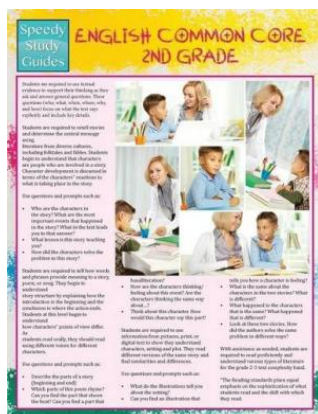 Speedy
Study
Guides
ENGLISH COMMON CORE
2ND GRADE
Students are required to use textual
evidence to support their thinking as they
ask and answer general questions. These
questions (who, what, when, where, why,
and how) focus on what the text says
explicitly and include key details.
Students are required to retell stories
and determine the central message
using
literature from diverse cultures,
including folktales and fables. Students
begin to understand that characters
are people who are involved in a story.
Character development is discussed in
terms of the characters' reactions to
what is taking place in the story.
Use questions and prompts such as:
• Who are the characters in
the story? What are the most
important events that happened
in the story? What in the text leads
you to that answer?
• What lesson is this story teaching
you?
• How did the characters solve the
problem in this story?
Students are required to tell how words
and phrases provide meaning to a story,
poem, or song. They begin to
understand
story structure by explaining how the
introduction is the beginning and the
conclusion is where the action ends.
Students at this level begin to
understand
how characters' points of view differ.
As
students read orally, they should read
using different voices for different
characters.
Use questions and prompts such as:
• Describe the parts of a story
(beginning and end)
• Which parts of this poem rhyme?
Can you find a part that shows
the beat? Can you find a part that
has alliteration?
• How are the characters thinking/
feeling about this event? Are the
characters thinking the same way
about…?
• Think about this character. How
would this character say this part?
Students are required to use
information from pictures, print, or
digital text to show they understand
characters, setting and plot. They read
different versions of the same story and
find similarities and differences.
Use questions and prompts such as:
• What do the illustrations tell you
about the setting?
• Can you find an illustration that
tells you how a character is feeling?
• What is the same about the
characters in the two stories? What
is different?
• What happened to the characters
that is the same? What happened
that is different?
• Look at these two stories. How
did the authors solve the same
problem in different ways?
With assistance as needed, students are
required to read proficiently and
understand various types of literature
for the grade 2-3 text complexity band.
*The Reading standards place equal
emphasis on the sophistication of what
students read and the skill with which
they read.